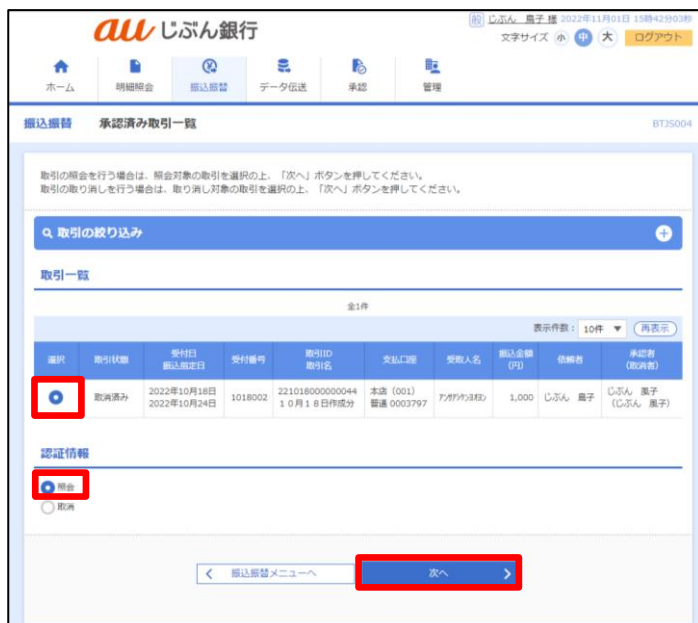 au じぶん銀行
般 じぶん 島子 様 2022年11月01日 15時42分03秒
文字サイズ 小 中 大 ログアウト
ホーム 明細照会 振込振替 データ伝送 承認 管理
振込振替 承認済み取引一覧 BTJS004
取引の照会を行う場合は、照会対象の取引を選択の上、「次へ」ボタンを押してください。
取引の取り消しを行う場合は、取り消し対象の取引を選択の上、「次へ」ボタンを押してください。
取引の絞り込み
取引一覧
全1件
表示件数: 10件 再表示
選択 取引状態 受付日 振込指定日 受付番号 取引ID 取引名 支払口座 受取人名 振込金額(円) 依頼者 承認者(取消者)
取消済み 2022年10月18日 1018002 221018000000044 本店(001) 1,000 じぶん 島子 じぶん 風子
2022年10月24日 10月18日作成分 普通 0003797 (じぶん 風子)
認証情報
照会
取消
振込振替メニューへ 次へ